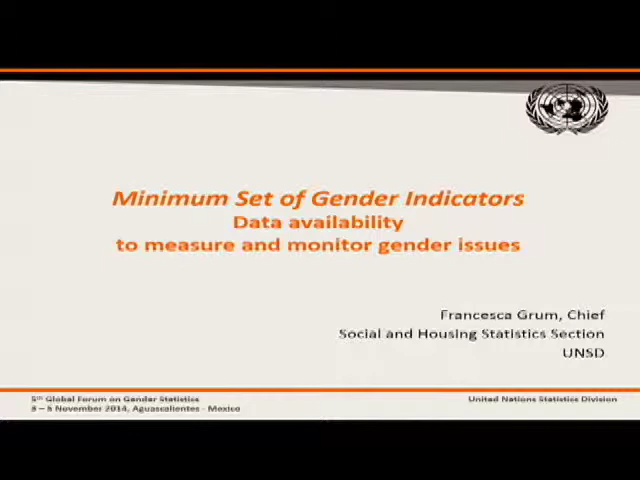 Minimum Set of Gender Indicators
Data availability
to measure and monitor gender issues
Francesca Grum, Chief
Social and Housing Statistics Section
UNSD
5th Global Forum on Gender Statistics
3 – 5 November 2014, Aguascalientes - Mexico
United Nations Statistics Division